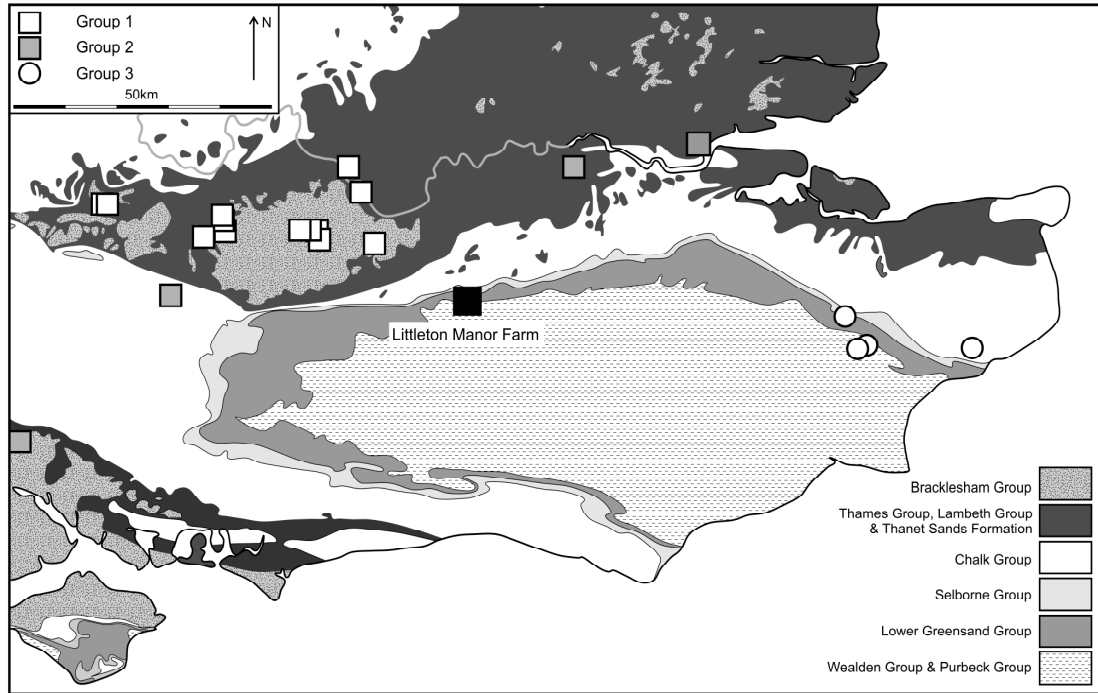 Group 1
Group 2
Group 3
N
50km
Littleton Manor Farm
Bracklesham Group
Thames Group, Lambeth Group
& Thanet Sands Formation
Chalk Group
Selborne Group
Lower Greensand Group
Wealden Group & Purbeck Group